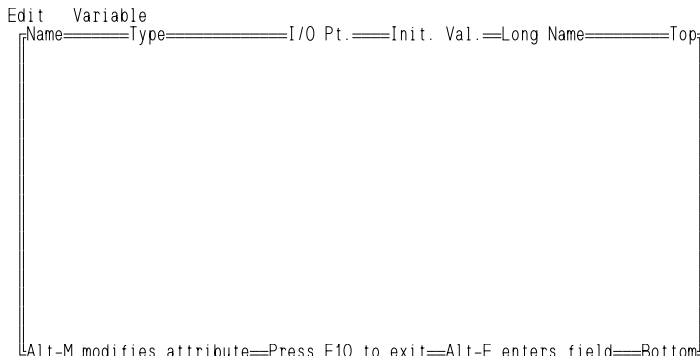 Edit   Variable
Name Type I/O Pt. Init. Val. Long Name Top
Alt-M modifies attribute Press F10 to exit Alt-E enters field Bottom